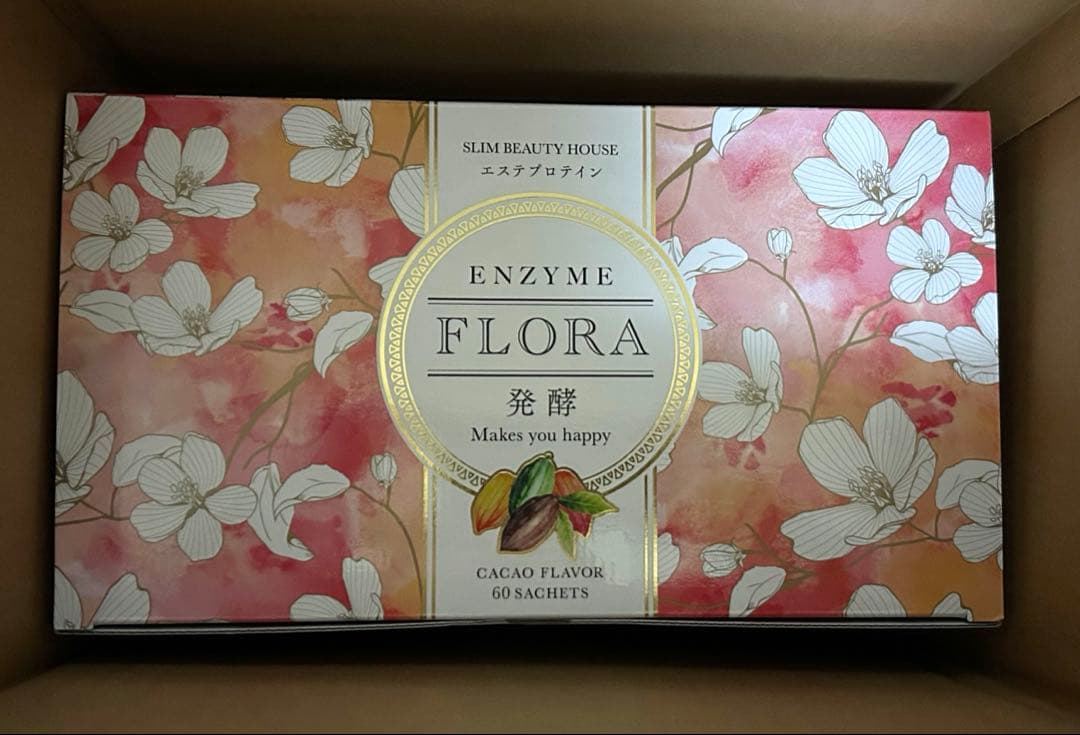 SLIM BEAUTY HOUSE
エステプロテイン
ENZYME
FLORA
発酵
Makes you happy
CACAO FLAVOR
60 SACHETS